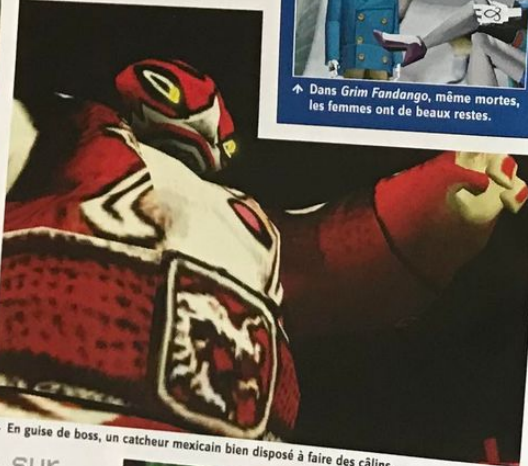 ↑ Dans Grim Fandango, même mortes,
les femmes ont de beaux restes.
En guise de boss, un catcheur mexicain bien disposé à faire des câlins
sur